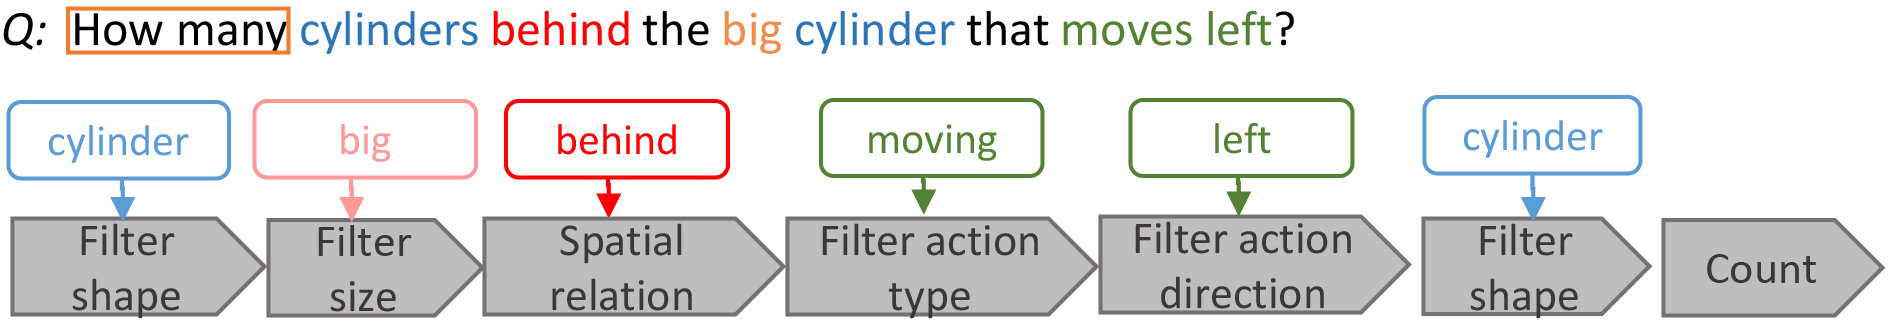 Q: How many cylinders behind the big cylinder that moves left?
cylinder big behind moving left cylinder
Filter shape
Filter size
Spatial relation
Filter action type
Filter action direction
Filter shape
Count